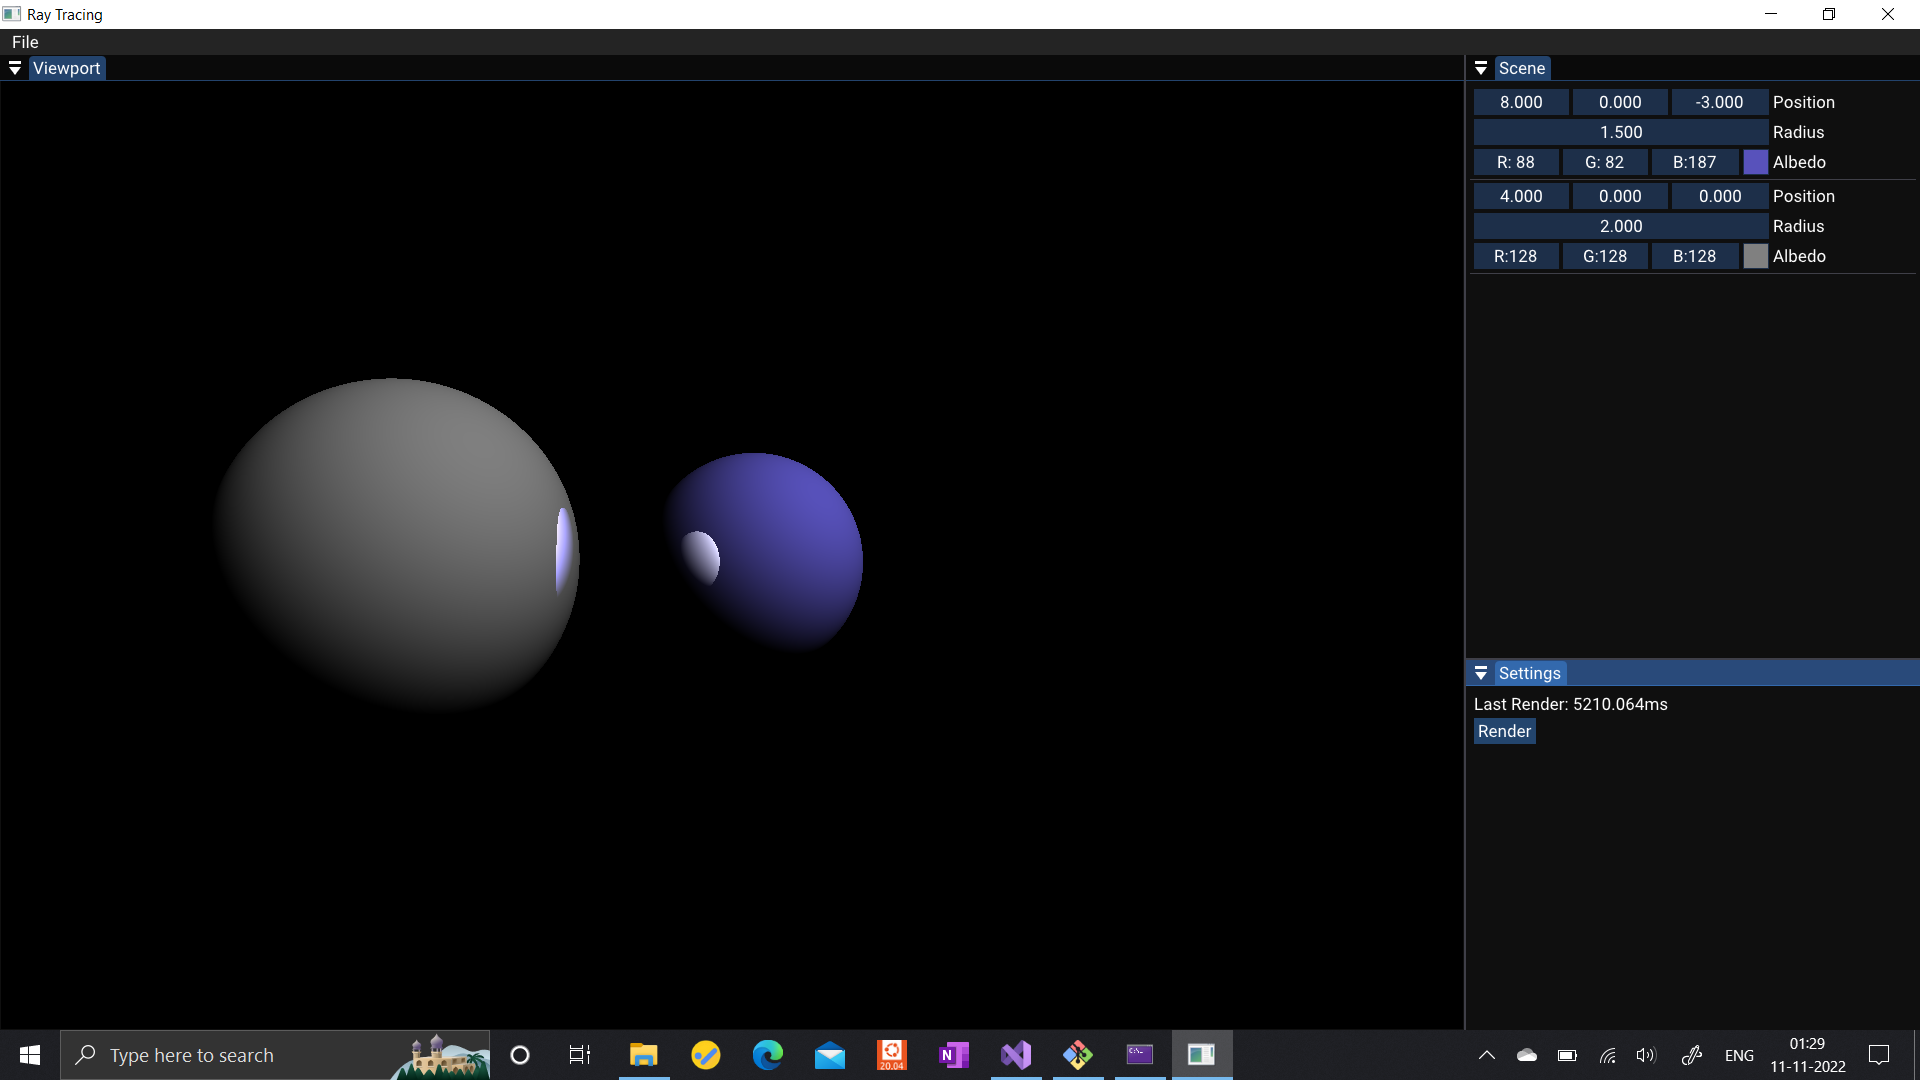 Ray Tracing
File
Viewport
Scene
8.000 0.000 -3.000 Position
1.500 Radius
R: 88 G: 82 B:187 Albedo
4.000 0.000 0.000 Position
2.000 Radius
R:128 G:128 B:128 Albedo
Settings
Last Render: 5210.064ms
Render
Type here to search
20.04
N
C:\_
ENG
01:29
11-11-2022